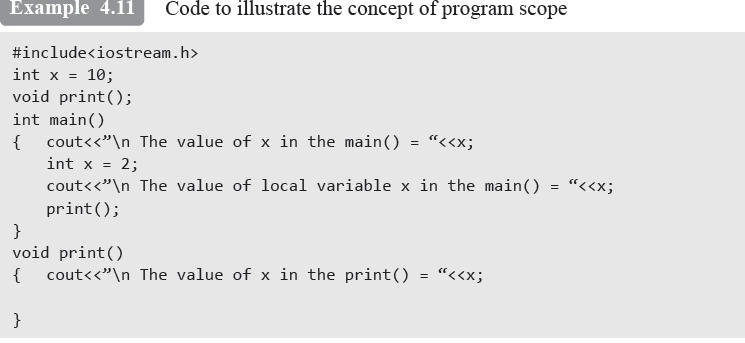 Example 4.11 Code to illustrate the concept of program scope
#include<iostream.h>
int x = 10;
void print();
int main()
{ cout<<”\n The value of x in the main() = “<<x;
int x = 2;
cout<<”\n The value of local variable x in the main() = “<<x;
print();
}
void print()
{ cout<<”\n The value of x in the print() = “<<x;
}